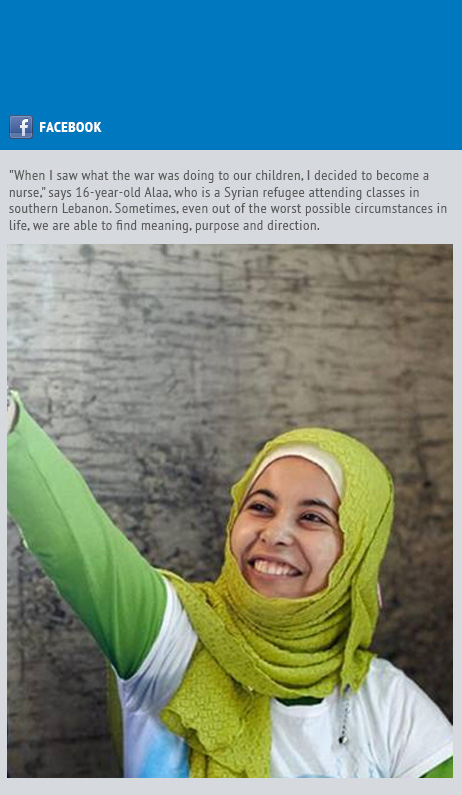 f FACEBOOK
"When I saw what the war was doing to our children, I decided to become a
nurse," says 16-year-old Alaa, who is a Syrian refugee attending classes in
southern Lebanon. Sometimes, even out of the worst possible circumstances in
life, we are able to find meaning, purpose and direction.